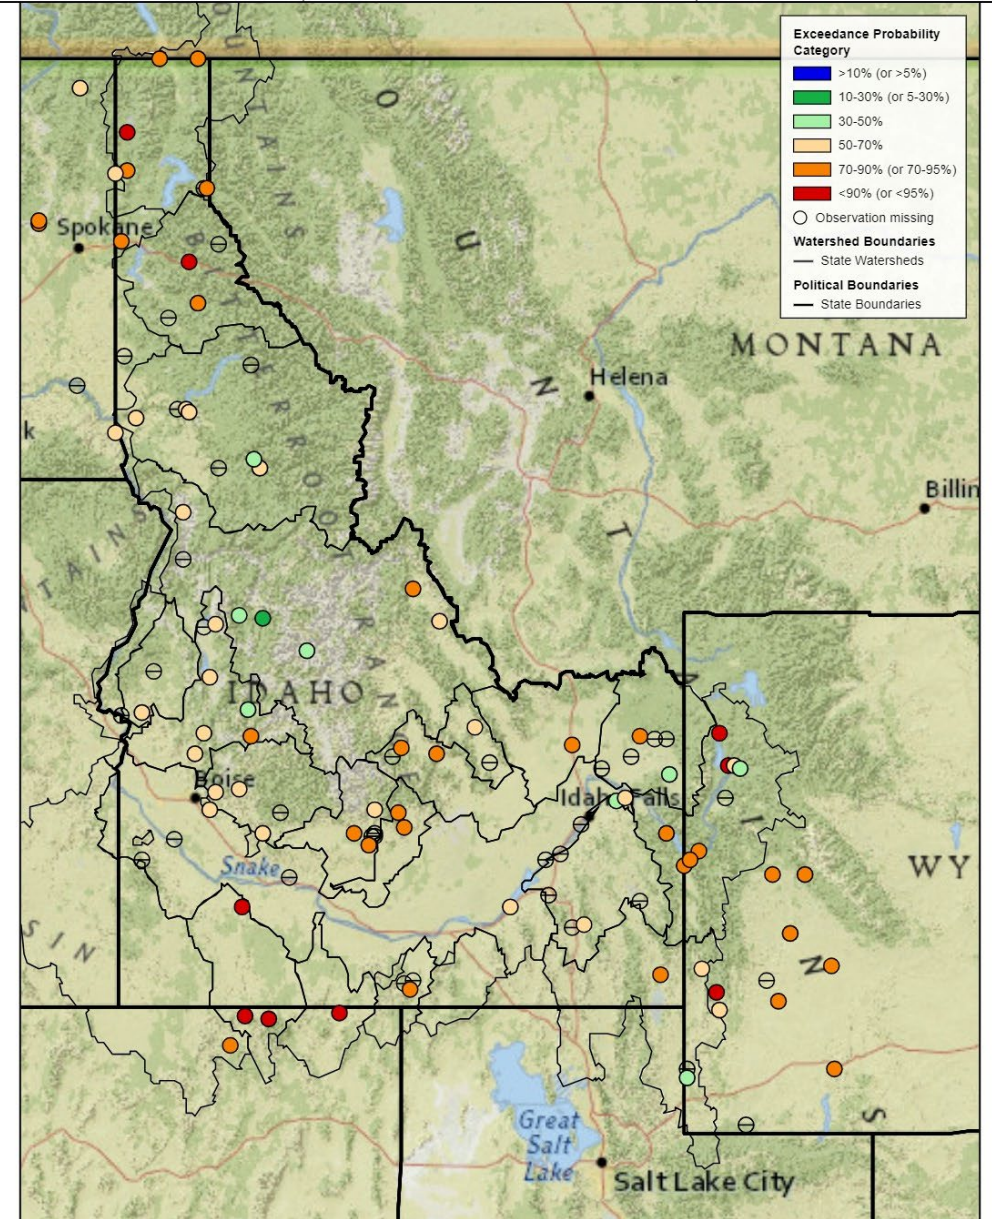 Exceedance Probability
Category
>10% (or >5%)
10-30% (or 5-30%)
30-50%
50-70%
70-90% (or 70-95%)
<90% (or <95%)
Observation missing
Watershed Boundaries
State Watersheds
Political Boundaries
State Boundaries
Spokane
MONTANA
Helena
k
Billin
IDAHO
Boise
Idaho Falls
Snake
WY
Great
Salt
Lake
Salt Lake City